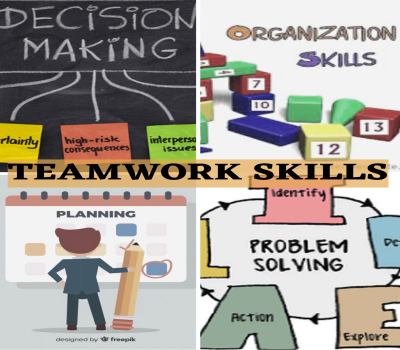 DECISION
MAKING
high-risk
consequences
issues
ORGANIZATION
SKILLS
7
10
12
13
TEAMWORK SKILLS
PLANNING
designed by freepik
Identify
PROBLEM
SOLVING
Action
Explore